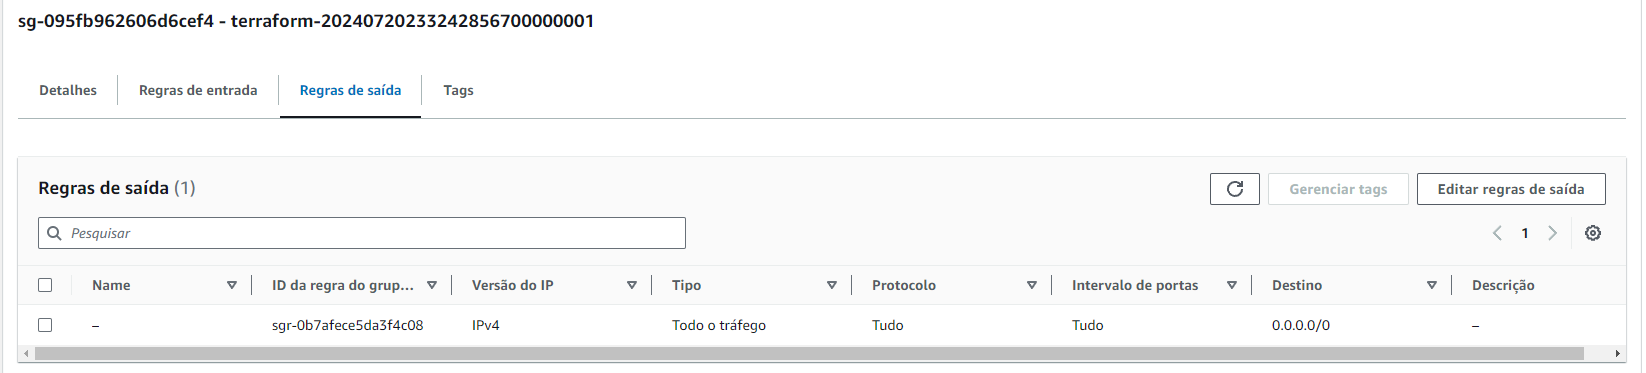 sg-095fb962606d6cef4 - terraform-20240720233242856700000001
Detalhes Regras de entrada Regras de saída Tags
Regras de saída (1) Gerenciar tags Editar regras de saída
Pesquisar 1
Name ID da regra do grup... Versão do IP Tipo Protocolo Intervalo de portas Destino Descrição
– sgr-0b7afece5da3f4c08 IPv4 Todo o tráfego Tudo Tudo 0.0.0.0/0 –